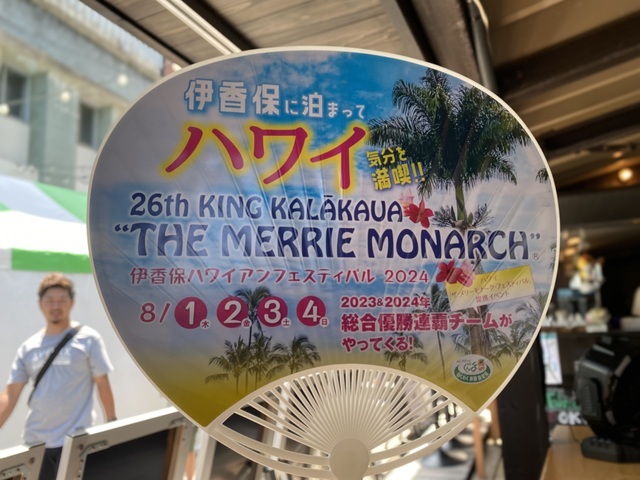 伊香保に泊まって
ハワイ
気分を
満喫!!
26th KING KALĀKAUA
"THE MERRIE MONARCH"
伊香保ハワイアンフェスティバル 2024
8/1木 2金 3土 4日
2023&2024年
総合優勝連覇チームが
やってくる!